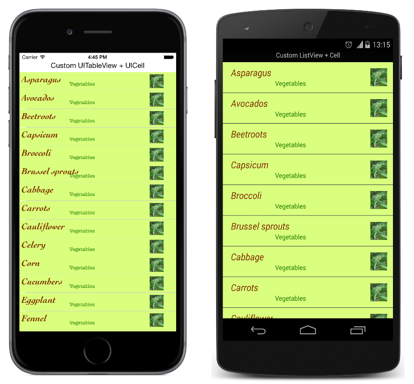 Carrier
4:45 PM
Custom UITableView + UICell
Asparagus
Vegetables
Avocados
Vegetables
Beetroots
Vegetables
Capsicum
Vegetables
Broccoli
Vegetables
Brussel sprouts
Vegetables
Cabbage
Vegetables
Carrots
Vegetables
Cauliflower
Vegetables
Celery
Vegetables
Corn
Vegetables
Cucumbers
Vegetables
Eggplant
Vegetables
Fennel
Vegetables
13:15
Custom ListView + Cell
Asparagus
Vegetables
Avocados
Vegetables
Beetroots
Vegetables
Capsicum
Vegetables
Broccoli
Vegetables
Brussel sprouts
Vegetables
Cabbage
Vegetables
Carrots
Vegetables
Cauliflower